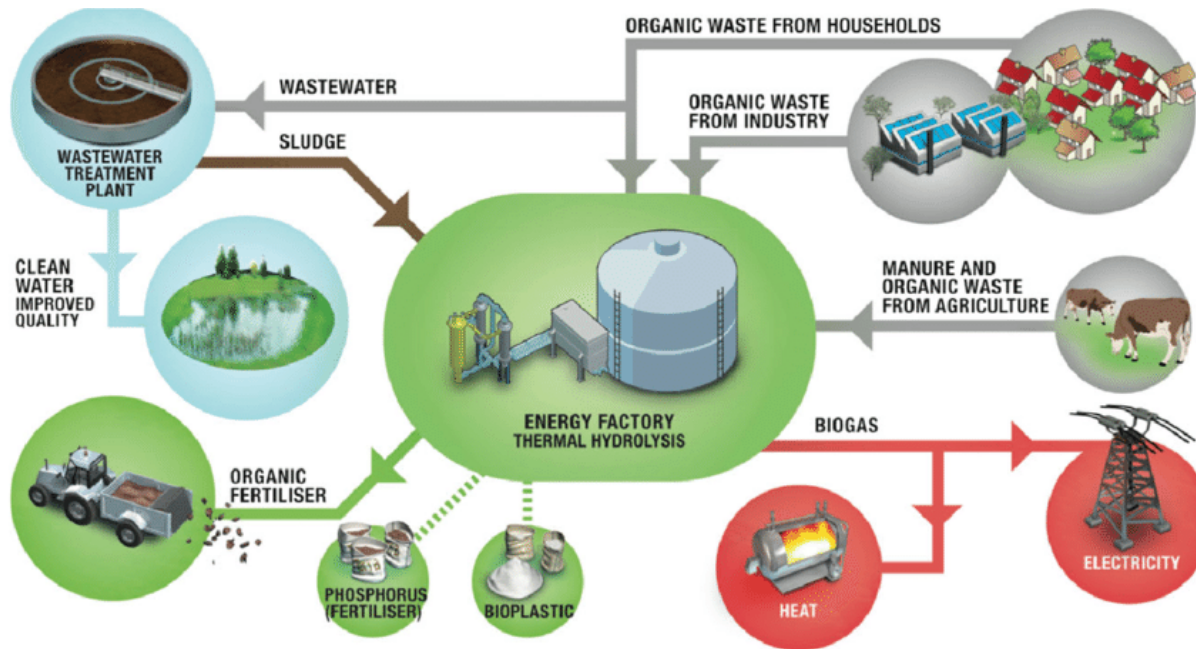 ORGANIC WASTE FROM HOUSEHOLDS
WASTEWATER
ORGANIC WASTE
FROM INDUSTRY
SLUDGE
WASTEWATER
TREATMENT
PLANT
CLEAN
WATER
IMPROVED
QUALITY
MANURE AND
ORGANIC WASTE
FROM AGRICULTURE
ENERGY FACTORY
THERMAL HYDROLYSIS
BIOGAS
ORGANIC
FERTILISER
PHOSPHORUS
(FERTILISER)
BIOPLASTIC
HEAT
ELECTRICITY